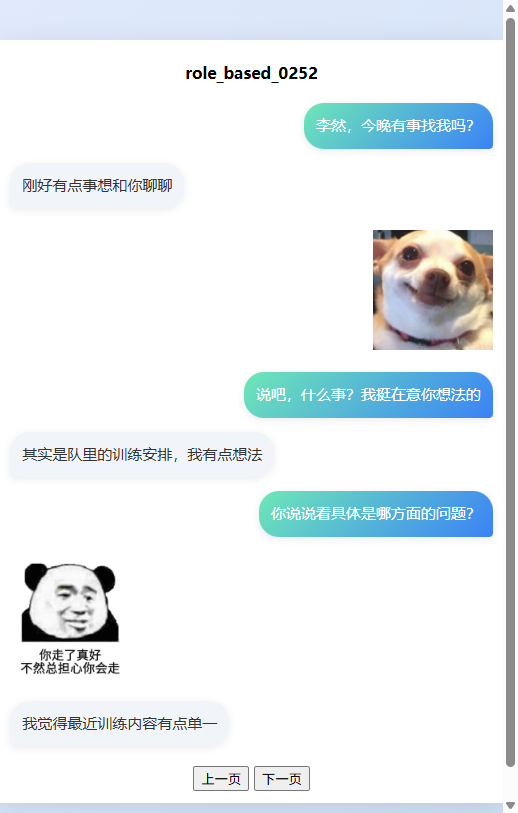 role_based_0252
李然，今晚有事找我吗？
刚好有点事想和你聊聊
说吧，什么事？我挺在意你想法的
其实是队里的训练安排，我有点想法
你说说看具体是哪方面的问题？
你走了真好
不然总担心你会走
我觉得最近训练内容有点单一
上一页 下一页